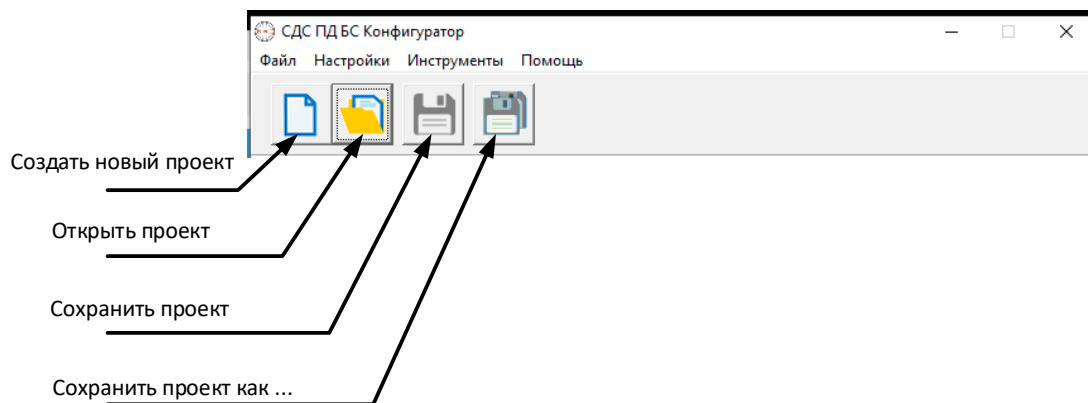 СДС ПД БС Конфигуратор
Файл Настройки Инструменты Помощь
Создать новый проект
Открыть проект
Сохранить проект
Сохранить проект как ...